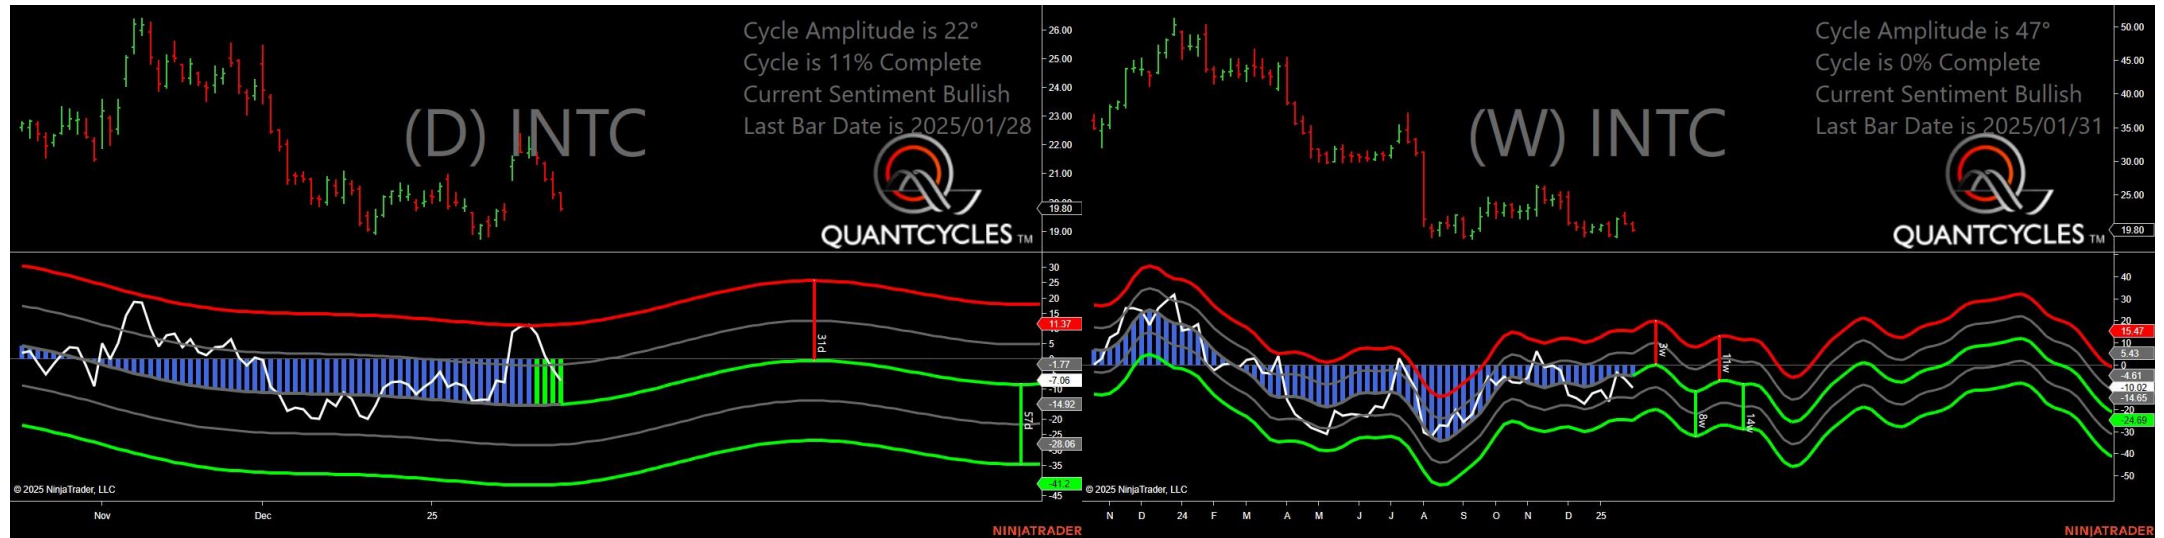 Cycle Amplitude is 22°
Cycle is 11% Complete
Current Sentiment Bullish
Last Bar Date is 2025/01/28
(D) INTC
QUANTCYCLES TM
26.00
25.00
24.00
23.00
22.00
21.00
19.80
19.00
30
25
20
15
11.37
5
-1.77
-7.06
-10
-14.92
-20
-25
-28.06
-35
-41.2
-45
31d
57d
© 2025 NinjaTrader, LLC
Nov Dec 25
NINJATRADER
Cycle Amplitude is 47°
Cycle is 0% Complete
Current Sentiment Bullish
Last Bar Date is 2025/01/31
(W) INTC
QUANTCYCLES TM
50.00
45.00
40.00
35.00
30.00
25.00
19.80
40
30
20
15.47
10
5.43
0
-4.61
-10.02
-14.65
-20
-24.69
-30
-40
-50
3w
11w
8w
14w
© 2025 NinjaTrader, LLC
N D 24 F M A M J J A S O N D 25
NINJATRADER